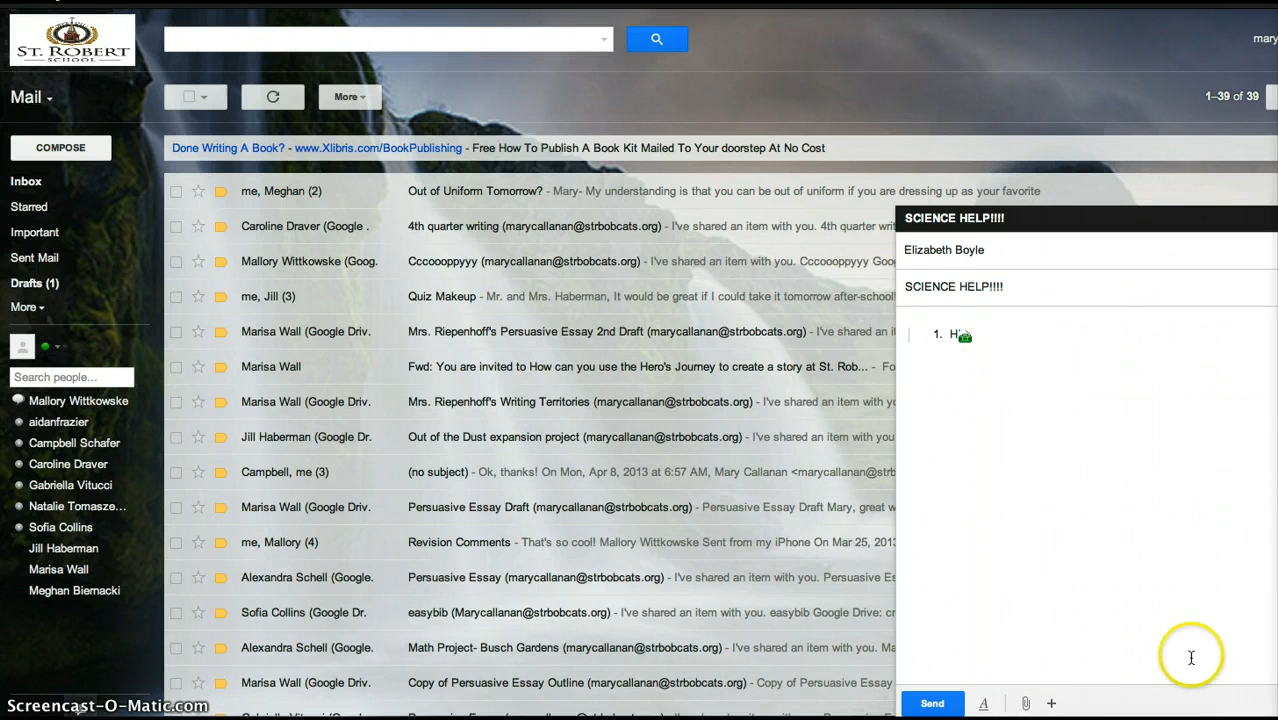 ST. ROBERT
SCHOOL
mary
Mail
More
1–39 of 39
COMPOSE
Done Writing A Book? - www.Xlibris.com/BookPublishing - Free How To Publish A Book Kit Mailed To Your doorstep At No Cost
Inbox
Starred
Important
Sent Mail
Drafts (1)
More
Search people...
Mallory Wittkowske
aidanfrazier
Campbell Schafer
Caroline Draver
Gabriella Vitucci
Natalie Tomasze...
Sofia Collins
Jill Haberman
Marisa Wall
Meghan Biernacki
me, Meghan (2) Out of Uniform Tomorrow? - Mary- My understanding is that you can be out of uniform if you are dressing up as your favorite
Caroline Draver (Google . 4th quarter writing (marycallanan@strbobcats.org) - I've shared an item with you. 4th quarter wri
Mallory Wittkowske (Goog. Cccoooppyyy (marycallanan@strbobcats.org) - I've shared an item with you. Cccoooppyyy G
me, Jill (3) Quiz Makeup - Mr. and Mrs. Haberman, It would be great if I could take it tomorrow after-school
Marisa Wall (Google Driv. Mrs. Riepenhoff's Persuasive Essay 2nd Draft (marycallanan@strbobcats.org) - I've shared an it
Marisa Wall Fwd: You are invited to How can you use the Hero's Journey to create a story at St. Rob... - Fo
Marisa Wall (Google Driv. Mrs. Riepenhoff's Writing Territories (marycallanan@strbobcats.org) - I've shared an item with yo
Jill Haberman (Google Dr. Out of the Dust expansion project (marycallanan@strbobcats.org) - I've shared an item with you
Campbell, me (3) (no subject) - Ok, thanks! On Mon, Apr 8, 2013 at 6:57 AM, Mary Callanan <marycallanan@strb
Marisa Wall (Google Driv. Persuasive Essay Draft (marycallanan@strbobcats.org) - Persuasive Essay Draft Mary, great w
me, Mallory (4) Revision Comments - That's so cool! Mallory Wittkowske Sent from my iPhone On Mar 25, 2013
Alexandra Schell (Google. Persuasive Essay (marycallanan@strbobcats.org) - I've shared an item with you. Persuasive Es
Sofia Collins (Google Dr. easybib (Marycallanan@strbobcats.org) - I've shared an item with you. easybib Google Drive: cr
Alexandra Schell (Google. Math Project- Busch Gardens (marycallanan@strbobcats.org) - I've shared an item with you. Ma
Marisa Wall (Google Driv. Copy of Persuasive Essay Outline (marycallanan@strbobcats.org) - Copy of Persuasive Essay
SCIENCE HELP!!!!
Elizabeth Boyle
SCIENCE HELP!!!!
1. Hi
Send A
Screencast-O-Matic.com